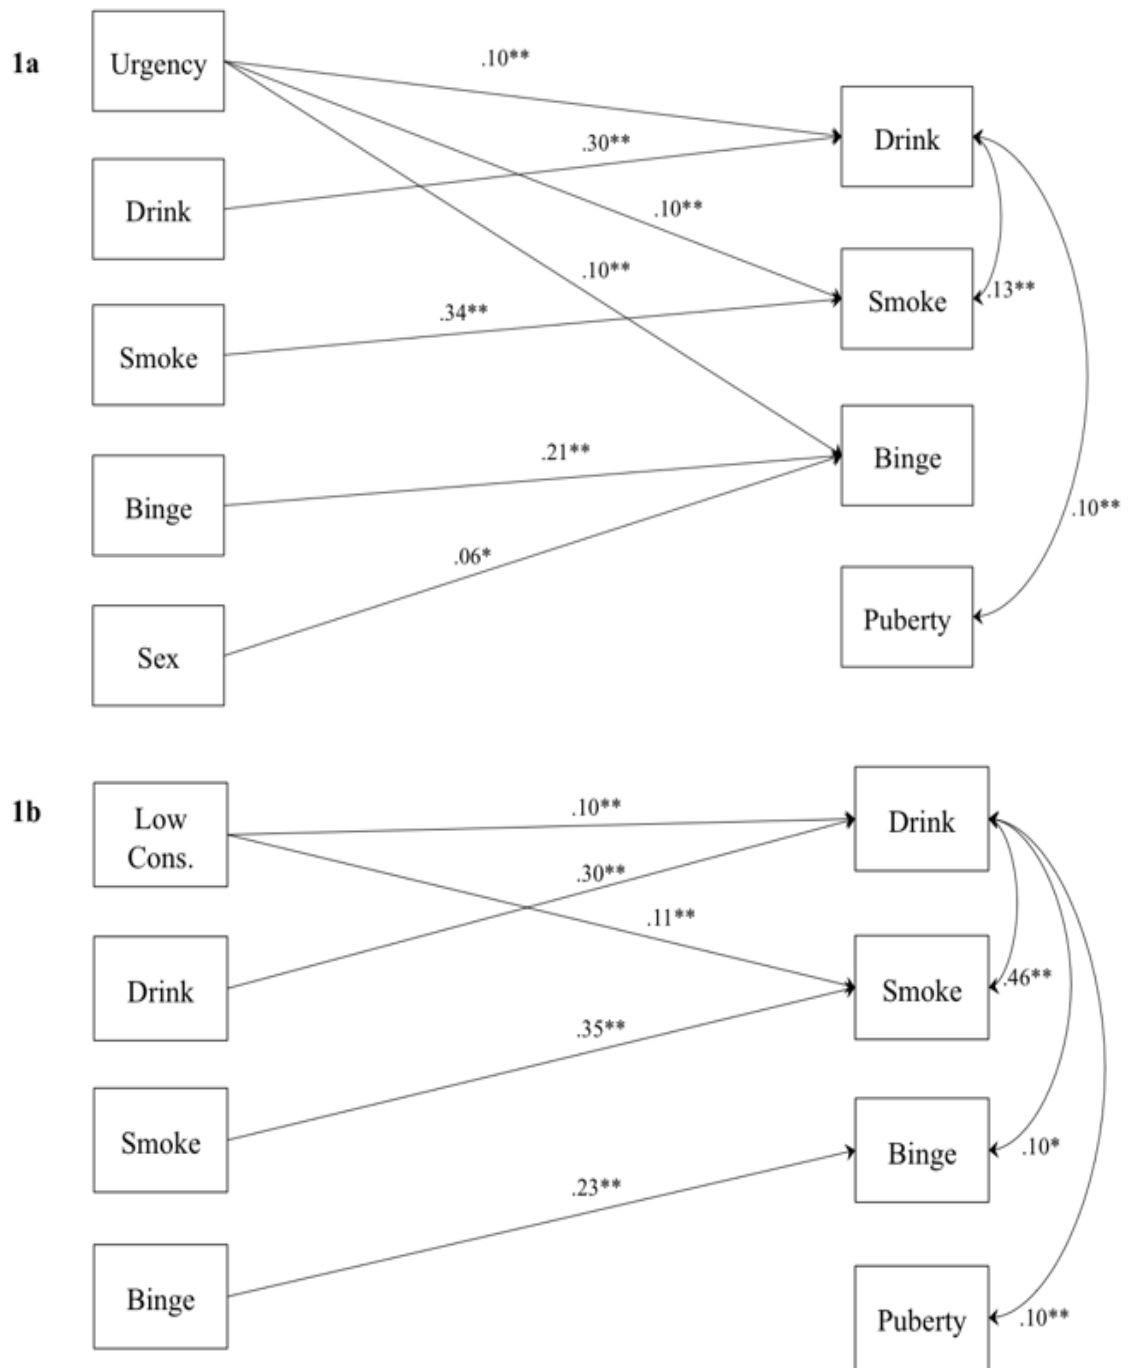 1a
Urgency
.10**
Drink
.30**
Drink
.10**
.10**
Smoke
.13**
.34**
Smoke
.21**
Binge
Binge
.10**
.06*
Puberty
Sex
1b
Low
Cons.
.10**
Drink
.30**
.11**
Drink
Smoke
.46**
.35**
Smoke
Binge
.10*
.23**
Binge
Puberty
.10**